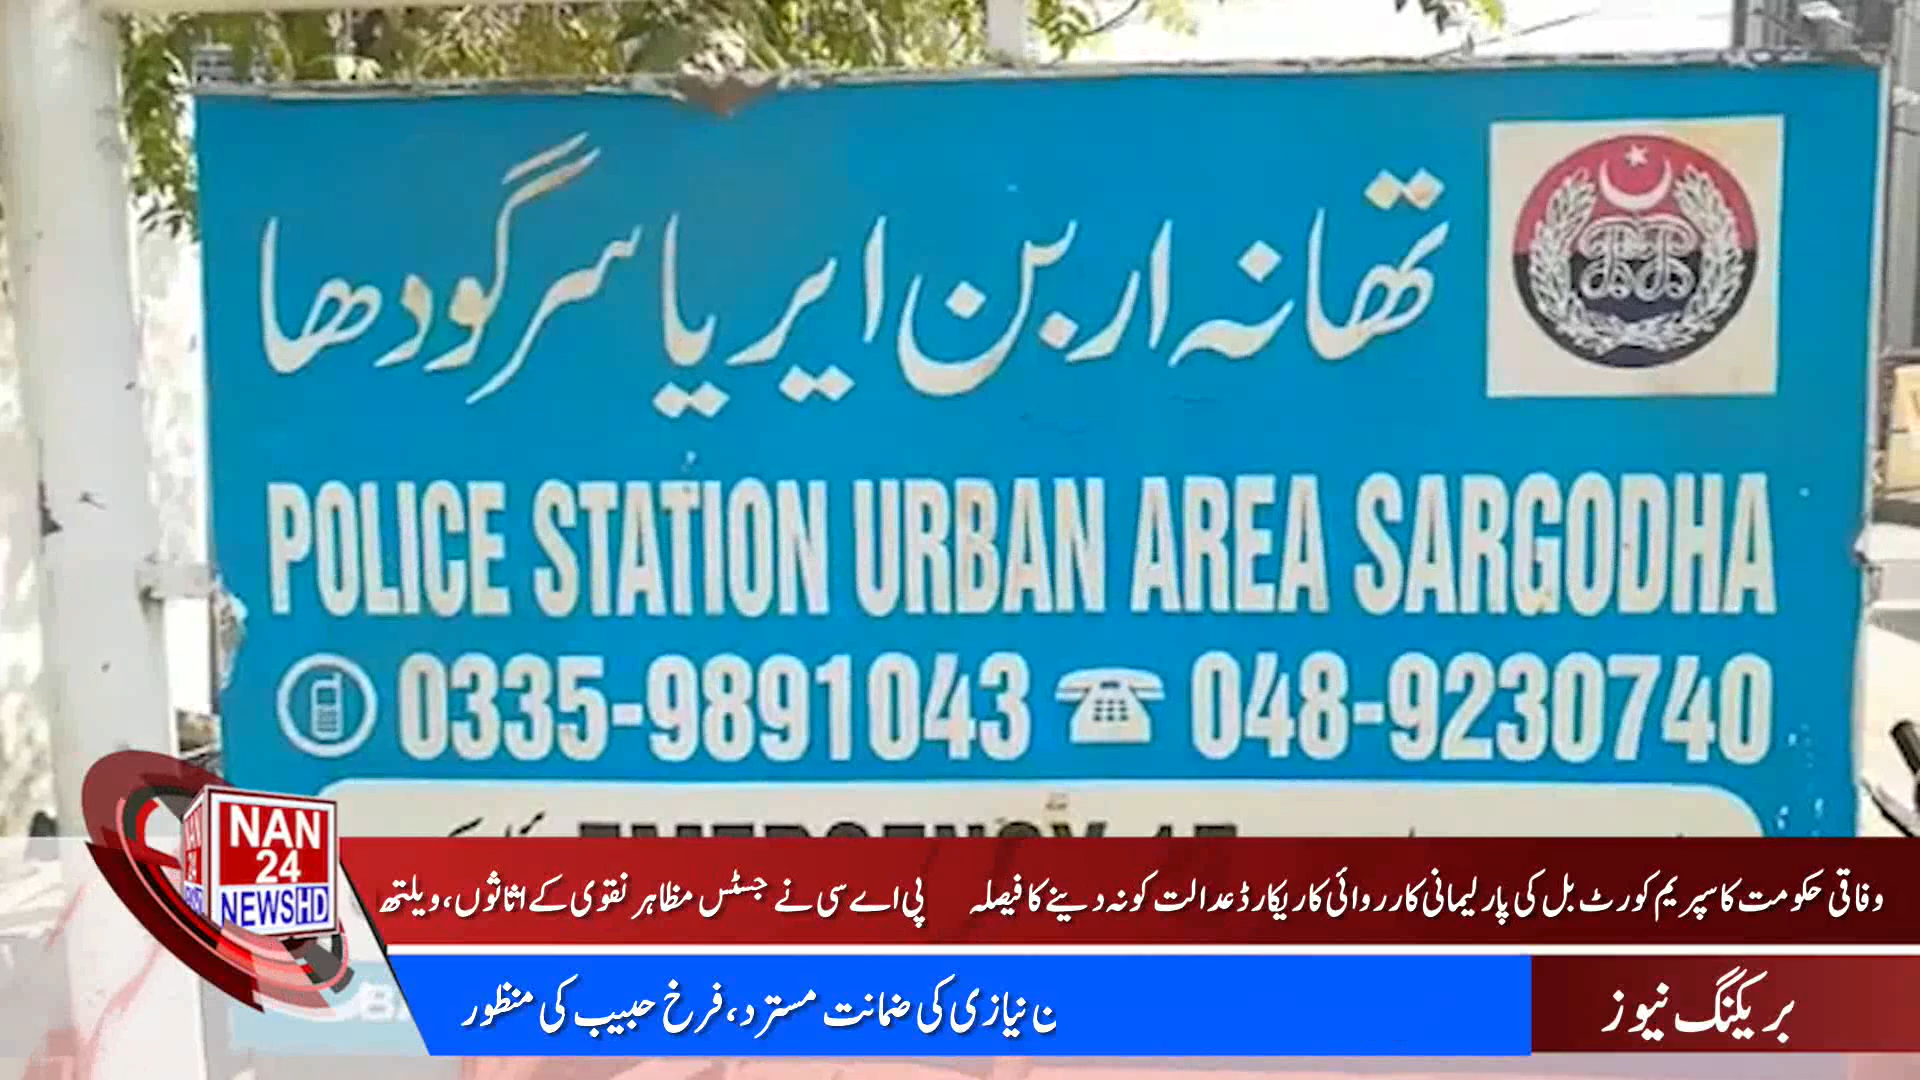 تھانہ اربن ایریا سرگودھا
POLICE STATION URBAN AREA SARGODHA
0335-9891043 048-9230740
NAN
24
NEWSHD
وفاقی حکومت کا سپریم کورٹ بل کی پارلیمانی کارروائی کا ریکارڈ عدالت کو نہ دینے کا فیصلہ پی اے سی نے جسٹس مظاہر نقوی کے اثاثوں، ویلتھ
ن نیازی کی ضمانت مسترد، فرخ حبیب کی منظور
بریکنگ نیوز